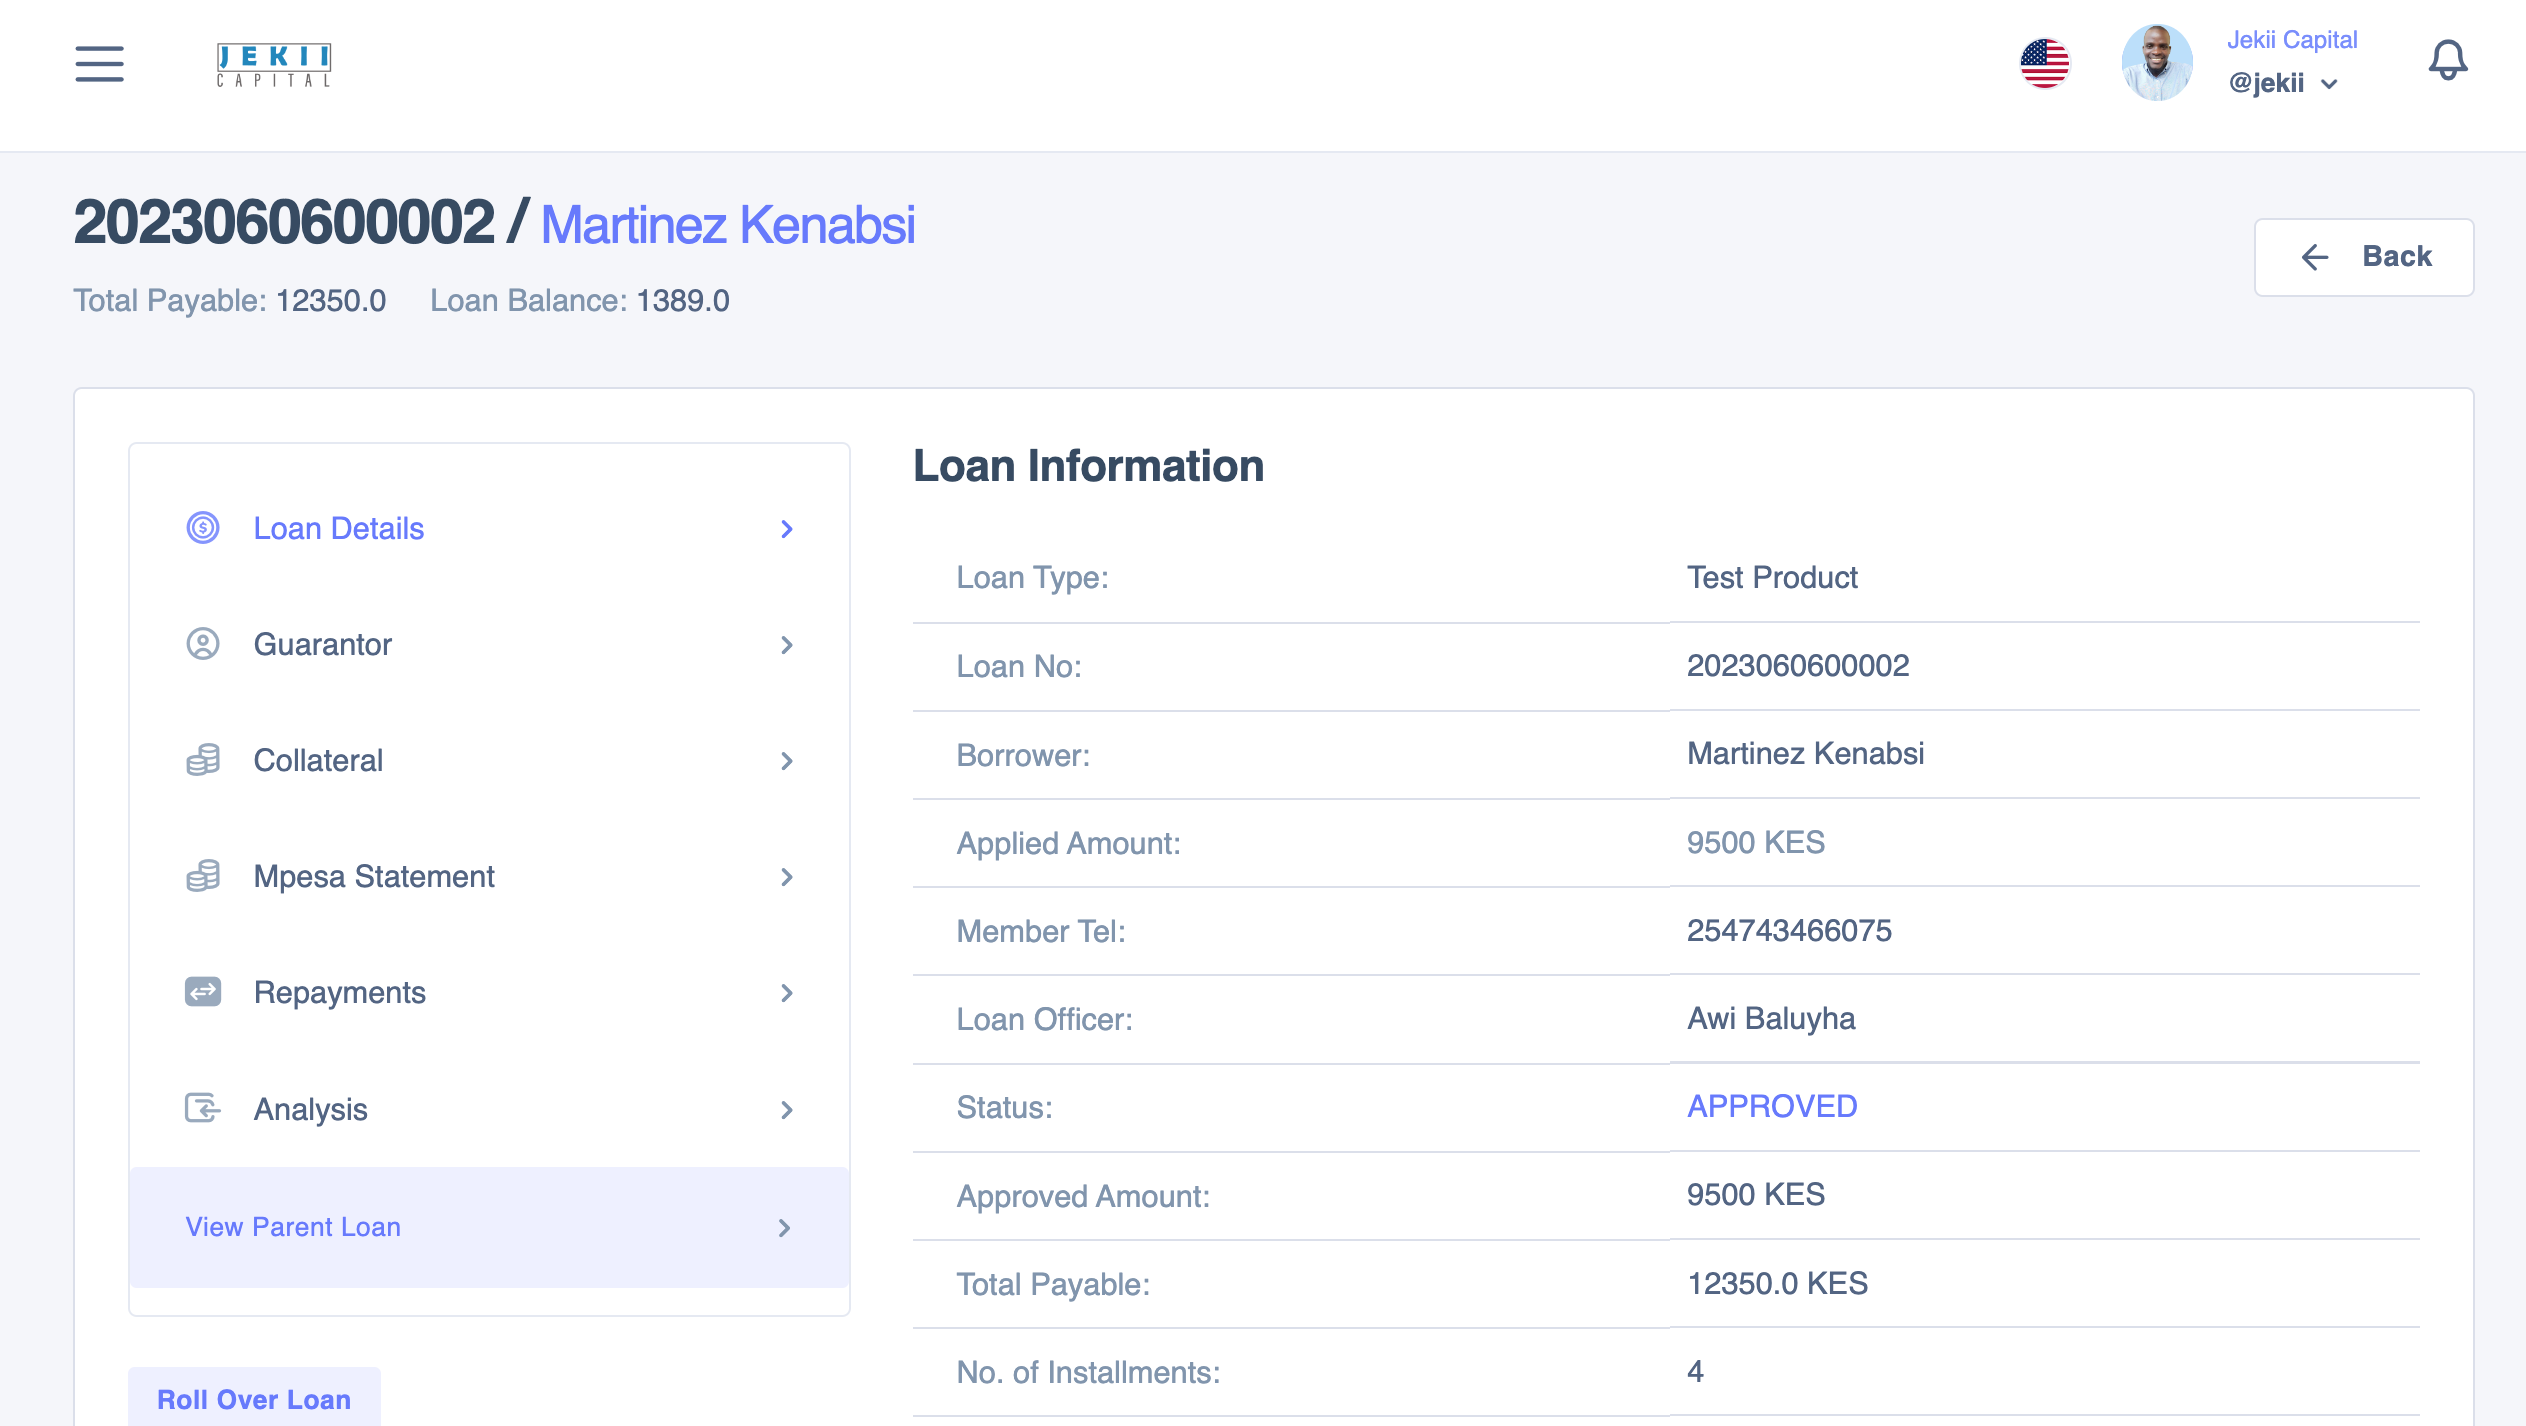 JEKII
CAPITAL
Jekii Capital
@jekii
2023060600002 / Martinez Kenabsi
Total Payable: 12350.0 Loan Balance: 1389.0
Back
Loan Details
Guarantor
Collateral
Mpesa Statement
Repayments
Analysis
View Parent Loan
Roll Over Loan
Loan Information
Loan Type: Test Product
Loan No: 2023060600002
Borrower: Martinez Kenabsi
Applied Amount: 9500 KES
Member Tel: 254743466075
Loan Officer: Awi Baluyha
Status: APPROVED
Approved Amount: 9500 KES
Total Payable: 12350.0 KES
No. of Installments: 4